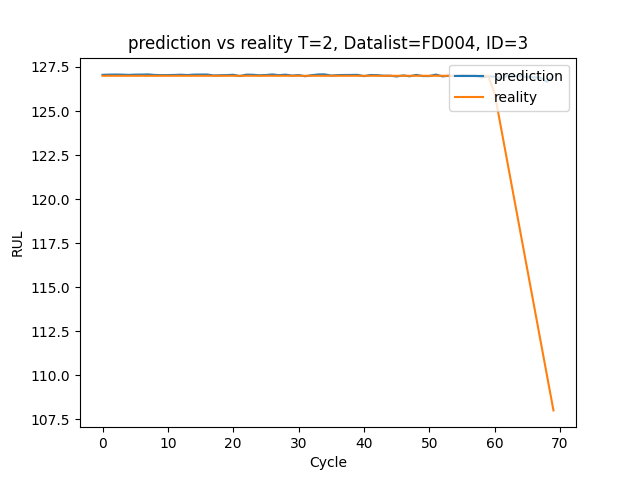 prediction vs reality T=2, Datalist=FD004, ID=3
127.5
125.0
122.5
120.0
117.5
115.0
112.5
110.0
107.5
RUL
prediction
reality
0 10 20 30 40 50 60 70
Cycle